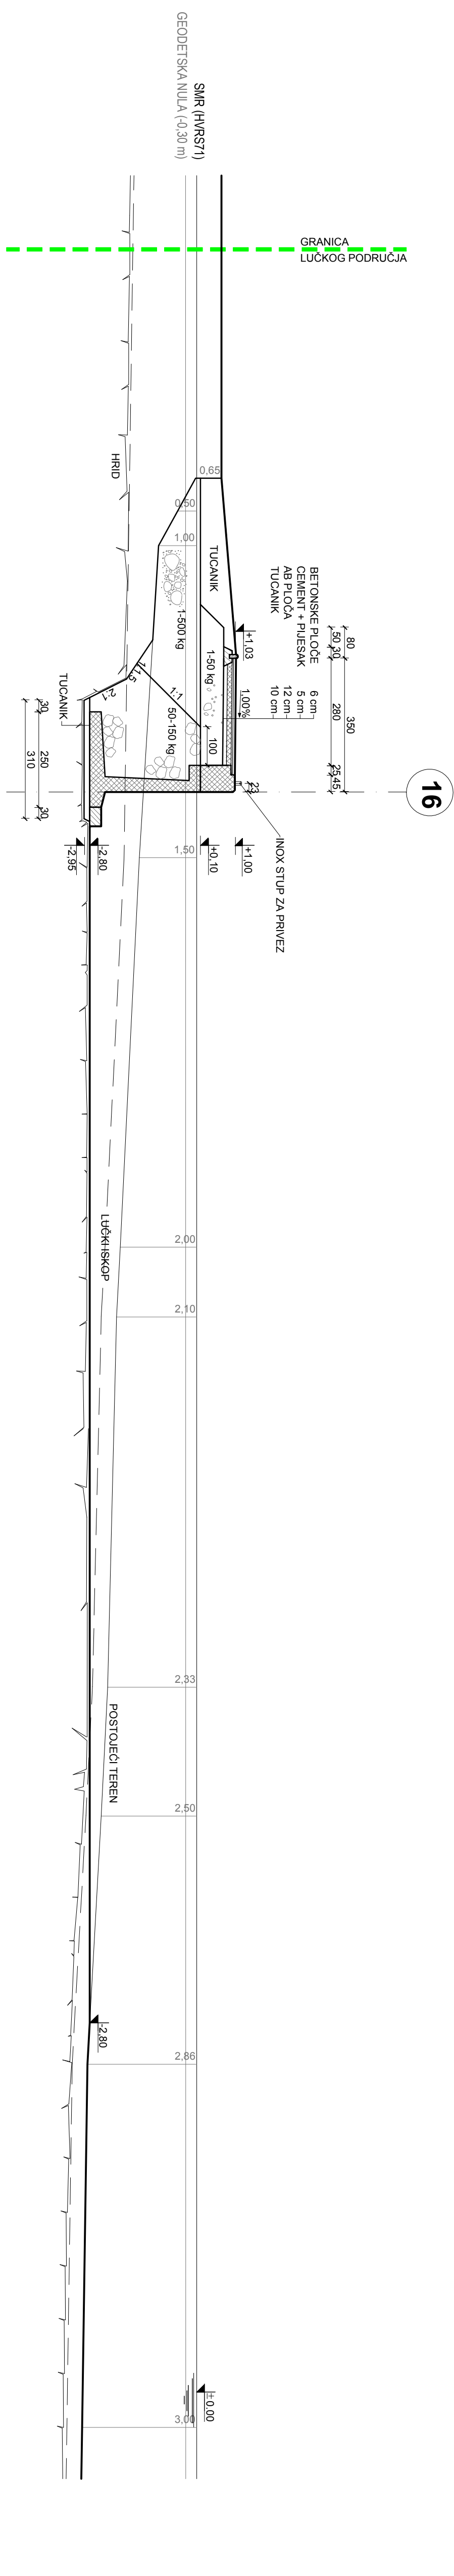 16
GRANICA
LUČKOG PODRUČJA
SMR (HVRS71)
GEODETSKA NULA (-0,30 m)
80
350
50 30
280
25 45
BETONSKE PLOČE 6 cm
CEMENT + PIJESAK 5 cm
AB PLOČA 12 cm
TUCANIK 10 cm
INOX STUP ZA PRIVEZ
+1,03
1,00%
23
+1,00
0,65
TUCANIK
1-50 kg
100
+0,10
±0.00
0,50
1,00
1,50
2,00
2,10
2,33
2,50
2,86
3,00
1-500 kg
1:1
50-150 kg
1:1,5
2:1
HRID
POSTOJEĆI TEREN
LUČKI ISKOP
-2,80
-2,80
-2,95
TUCANIK
30
250
30
310